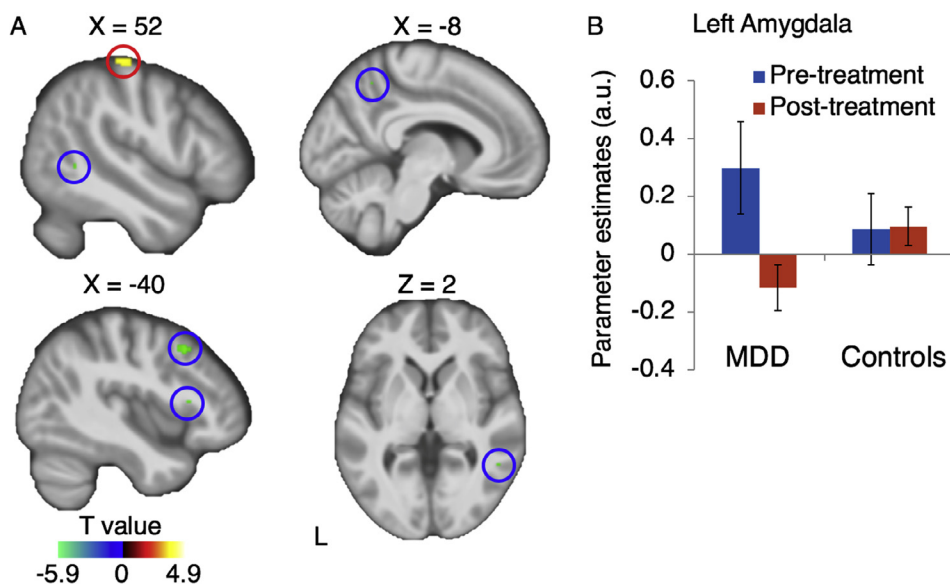 A
X = 52
X = -8
X = -40
Z = 2
T value
-5.9 0 4.9
L
B
Left Amygdala
Parameter estimates (a.u.)
0.6
0.4
0.2
0
-0.2
-0.4
Pre-treatment
Post-treatment
MDD Controls